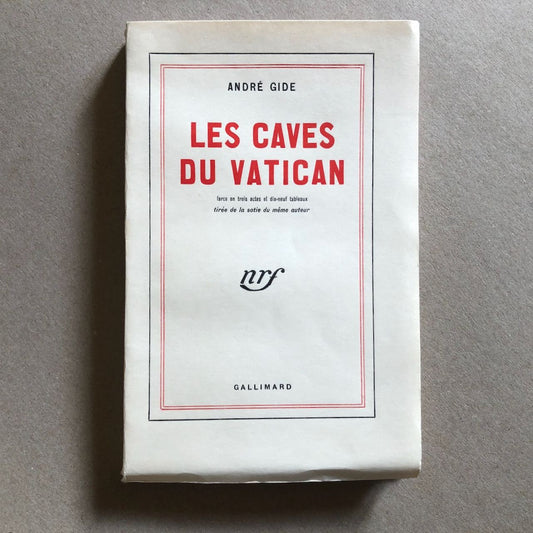 ANDRÉ GIDE
LES CAVES
DU VATICAN
farce en trois actes et dix-neuf tableaux
tirée de la sotie du même auteur
nrf
GALLIMARD